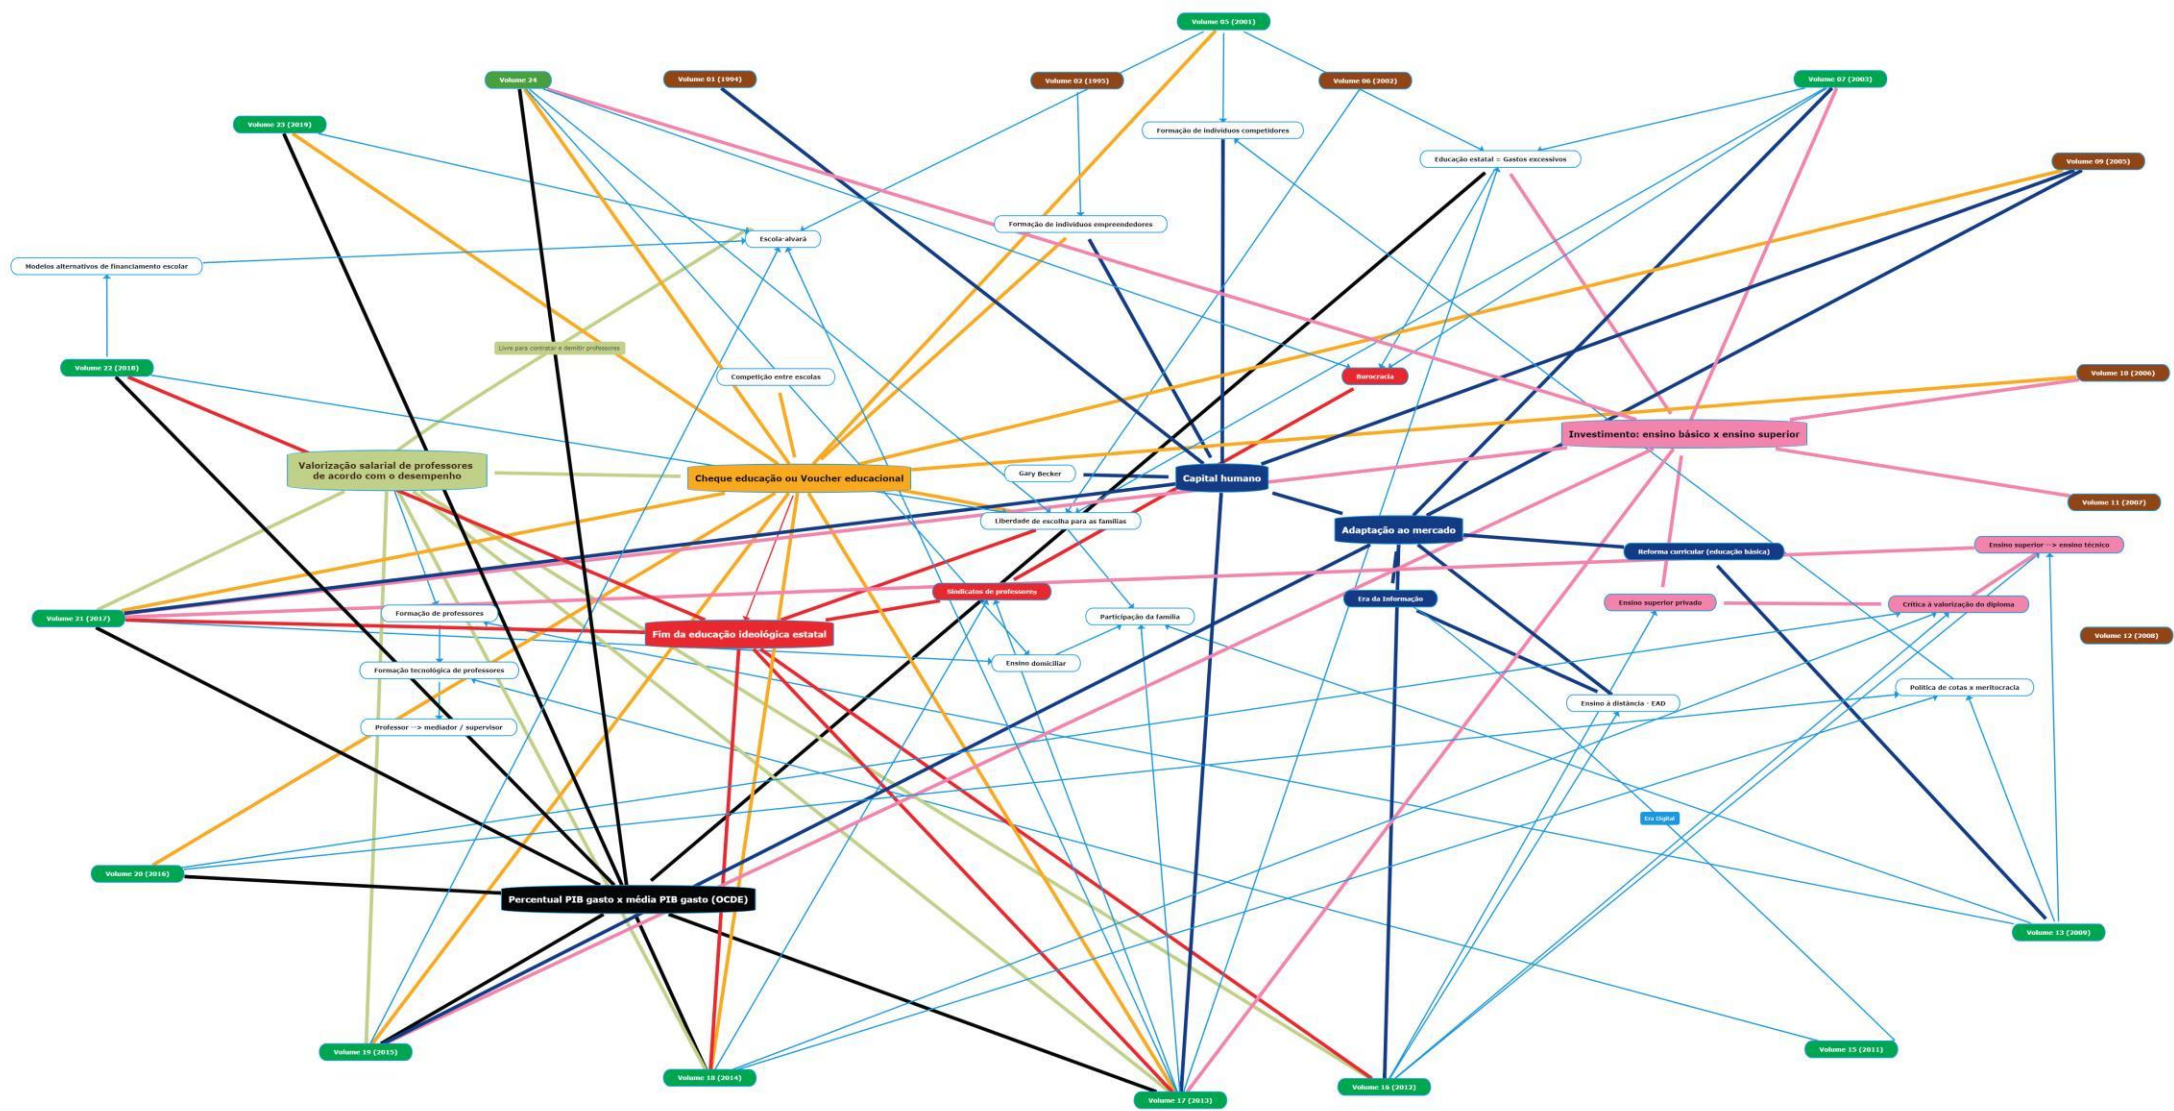 Volume 05 (2001)
Volume 24
Volume 01 (1994)
Volume 02 (1995)
Volume 06 (2002)
Volume 07 (2003)
Volume 23 (2019)
Formação de indivíduos competidores
Educação estatal = Gastos excessivos
Volume 09 (2005)
Formação de indivíduos empreendedores
Escola-alvará
Modelos alternativos de financiamento escolar
Livre para contratar e demitir professores
Volume 22 (2018)
Competição entre escolas
Burocracia
Volume 10 (2006)
Investimento: ensino básico x ensino superior
Valorização salarial de professores
de acordo com o desempenho
Cheque educação ou Voucher educacional
Gary Becker
Capital humano
Volume 11 (2007)
Liberdade de escolha para as famílias
Adaptação ao mercado
Reforma curricular (educação básica)
Ensino superior --> ensino técnico
Sindicatos de professores
Era da Informação
Ensino superior privado
Crítica à valorização do diploma
Volume 21 (2017)
Formação de professores
Participação da família
Fim da educação ideológica estatal
Volume 12 (2008)
Ensino domiciliar
Formação tecnológica de professores
Política de cotas x meritocracia
Ensino à distância - EAD
Professor --> mediador / supervisor
Era Digital
Volume 20 (2016)
Percentual PIB gasto x média PIB gasto (OCDE)
Volume 13 (2009)
Volume 19 (2015)
Volume 15 (2011)
Volume 18 (2014)
Volume 16 (2012)
Volume 17 (2013)